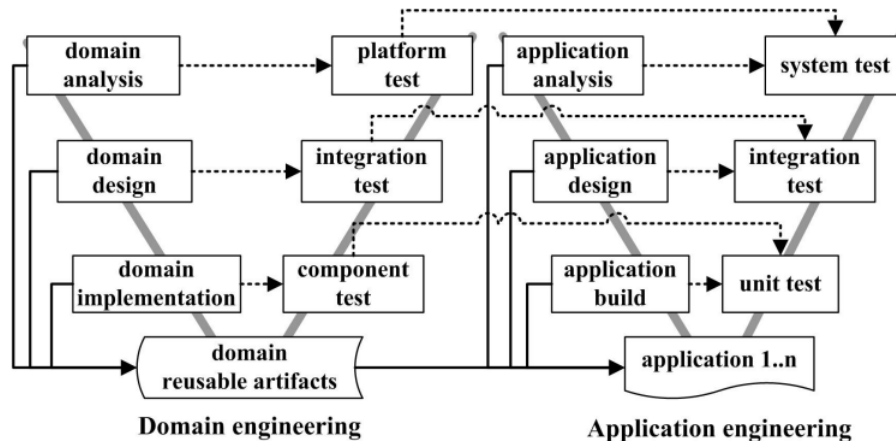 domain
analysis
platform
test
application
analysis
system test
domain
design
integration
test
application
design
integration
test
domain
implementation
component
test
application
build
unit test
domain
reusable artifacts
application 1..n
Domain engineering
Application engineering